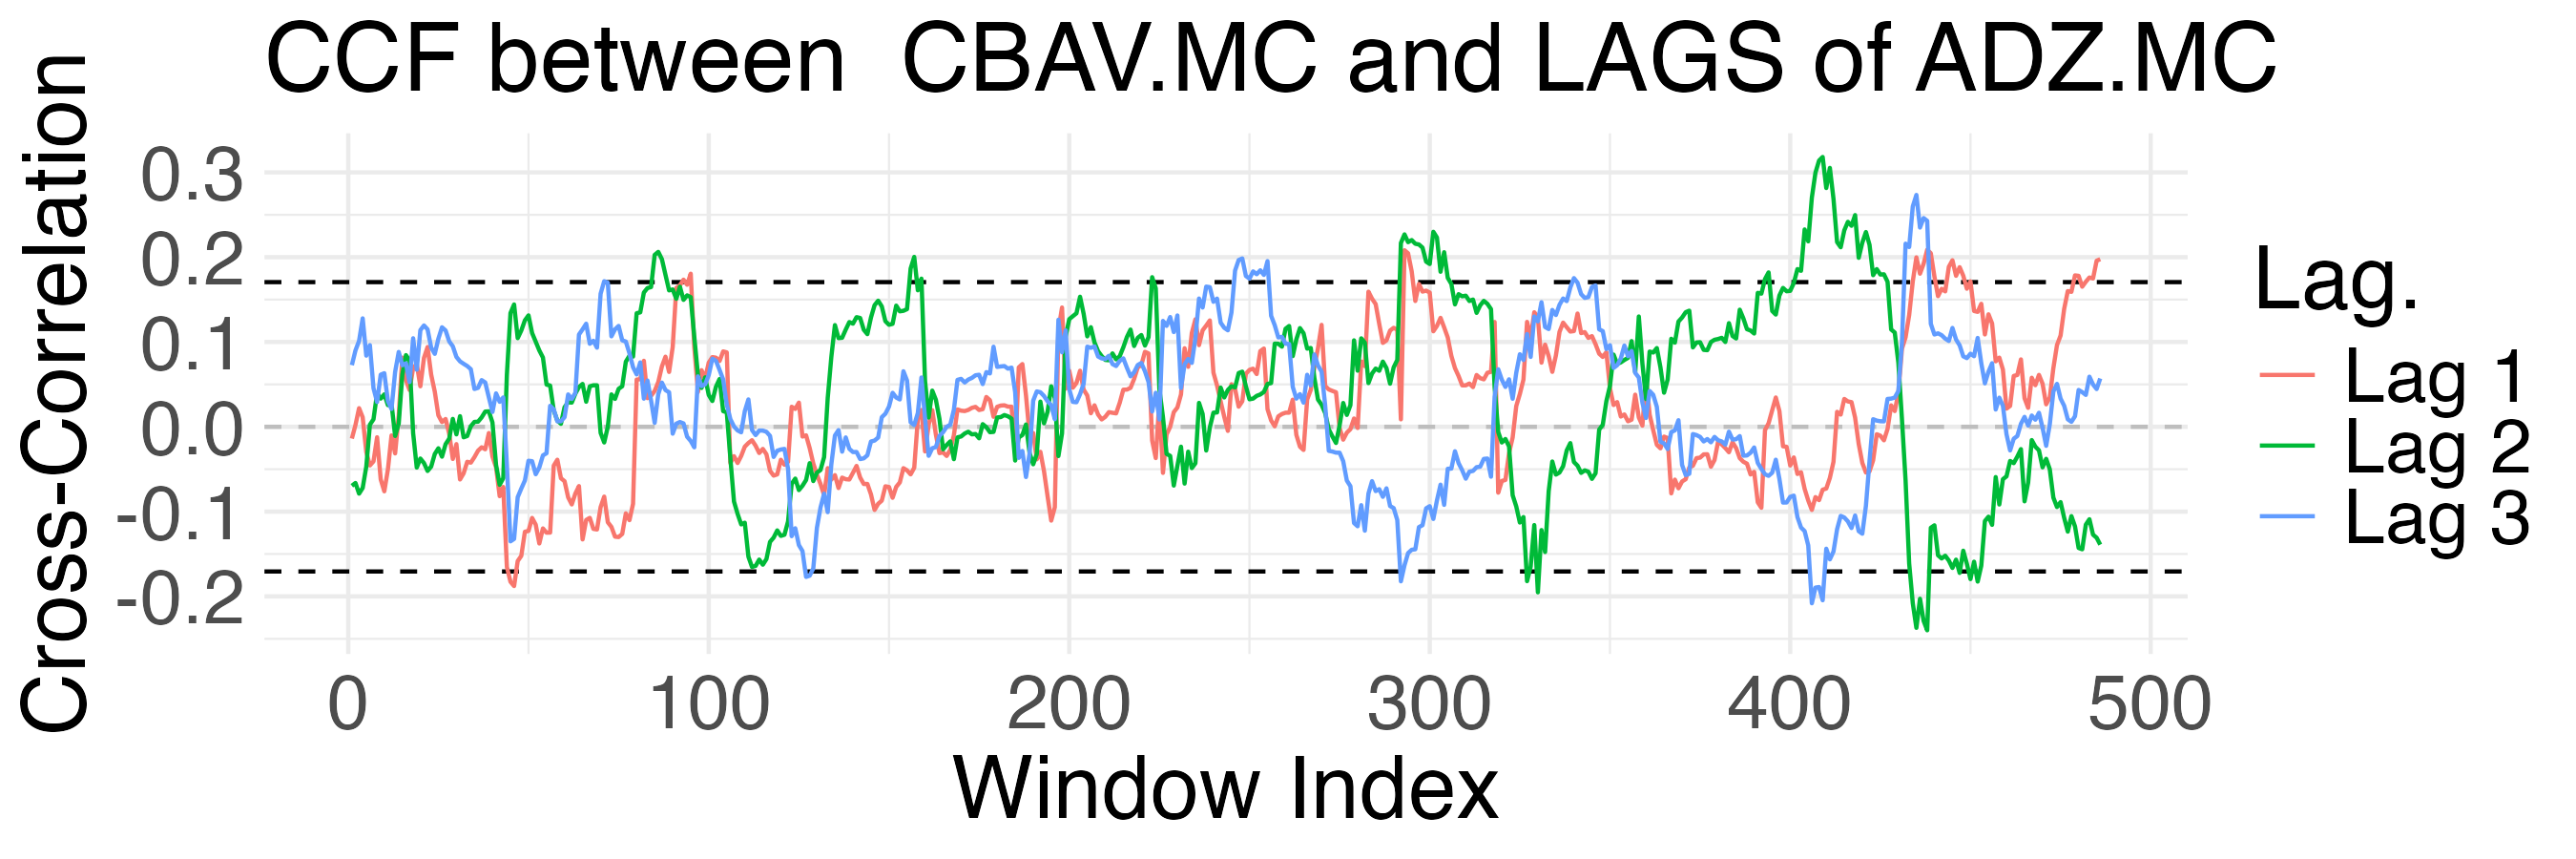 CCF between  CBAV.MC and LAGS of ADZ.MC
Cross-Correlation
0.3
0.2
0.1
0.0
-0.1
-0.2
0 100 200 300 400 500
Window Index
Lag.
Lag 1
Lag 2
Lag 3